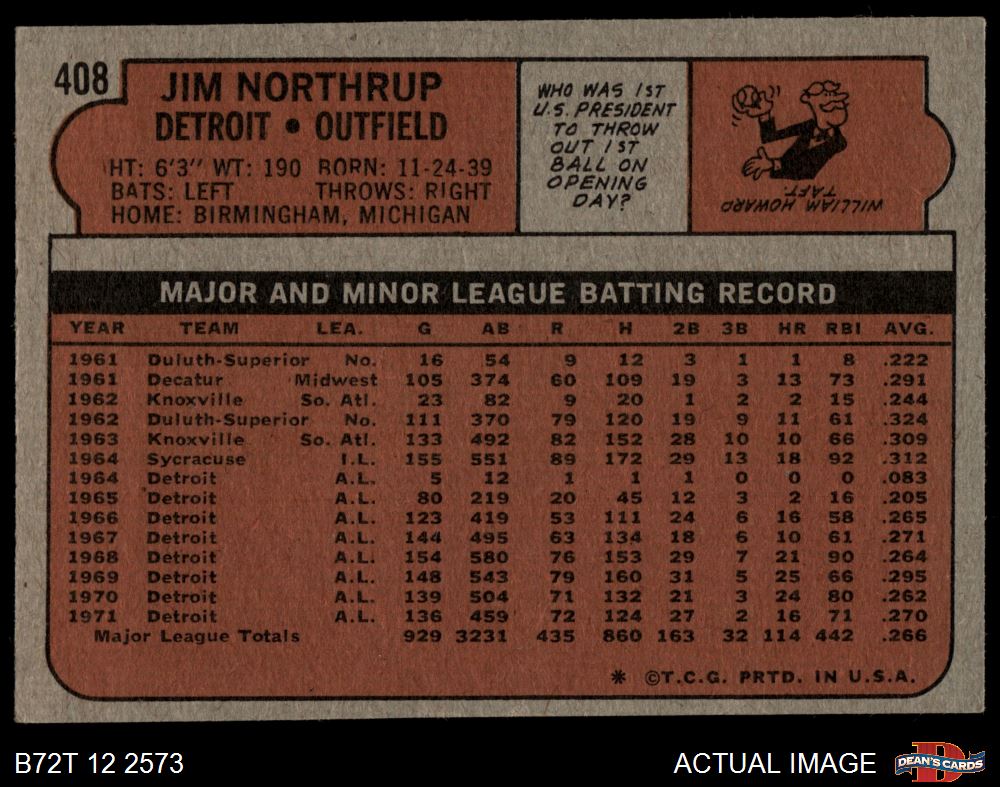 408
JIM NORTHRUP
DETROIT • OUTFIELD
HT: 6'3" WT: 190 BORN: 11-24-39
BATS: LEFT THROWS: RIGHT
HOME: BIRMINGHAM, MICHIGAN
WHO WAS 1ST
U.S. PRESIDENT
TO THROW
OUT 1ST
BALL ON
OPENING
DAY?
WILLIAM HOWARD
TAFT.
MAJOR AND MINOR LEAGUE BATTING RECORD
YEAR TEAM LEA. G AB R H 2B 3B HR RBI AVG.
1961 Duluth-Superior No. 16 54 9 12 3 1 1 8 .222
1961 Decatur Midwest 105 374 60 109 19 3 13 73 .291
1962 Knoxville So. Atl. 23 82 9 20 1 2 2 15 .244
1962 Duluth-Superior No. 111 370 79 120 19 9 11 61 .324
1963 Knoxville So. Atl. 133 492 82 152 28 10 10 66 .309
1964 Sycracuse I.L. 155 551 89 172 29 13 18 92 .312
1964 Detroit A.L. 5 12 1 1 1 0 0 0 .083
1965 Detroit A.L. 80 219 20 45 12 3 2 16 .205
1966 Detroit A.L. 123 419 53 111 24 6 16 58 .265
1967 Detroit A.L. 144 495 63 134 18 6 10 61 .271
1968 Detroit A.L. 154 580 76 153 29 7 21 90 .264
1969 Detroit A.L. 148 543 79 160 31 5 25 66 .295
1970 Detroit A.L. 139 504 71 132 21 3 24 80 .262
1971 Detroit A.L. 136 459 72 124 27 2 16 71 .270
Major League Totals 929 3231 435 860 163 32 114 442 .266
* ©T.C.G. PRTD. IN U.S.A.
B72T 12 2573
ACTUAL IMAGE
DEAN'S CARDS